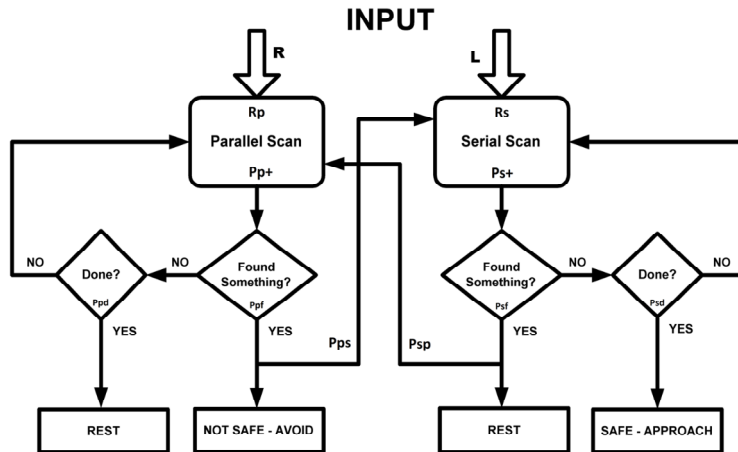 INPUT
R
L
Rp
Parallel Scan
Pp+
Rs
Serial Scan
Ps+
NO
Done?
Ppd
YES
NO
Found
Something?
Ppf
YES
Pps
Psp
Found
Something?
Psf
YES
NO
Done?
Psd
YES
NO
REST
NOT SAFE - AVOID
REST
SAFE - APPROACH